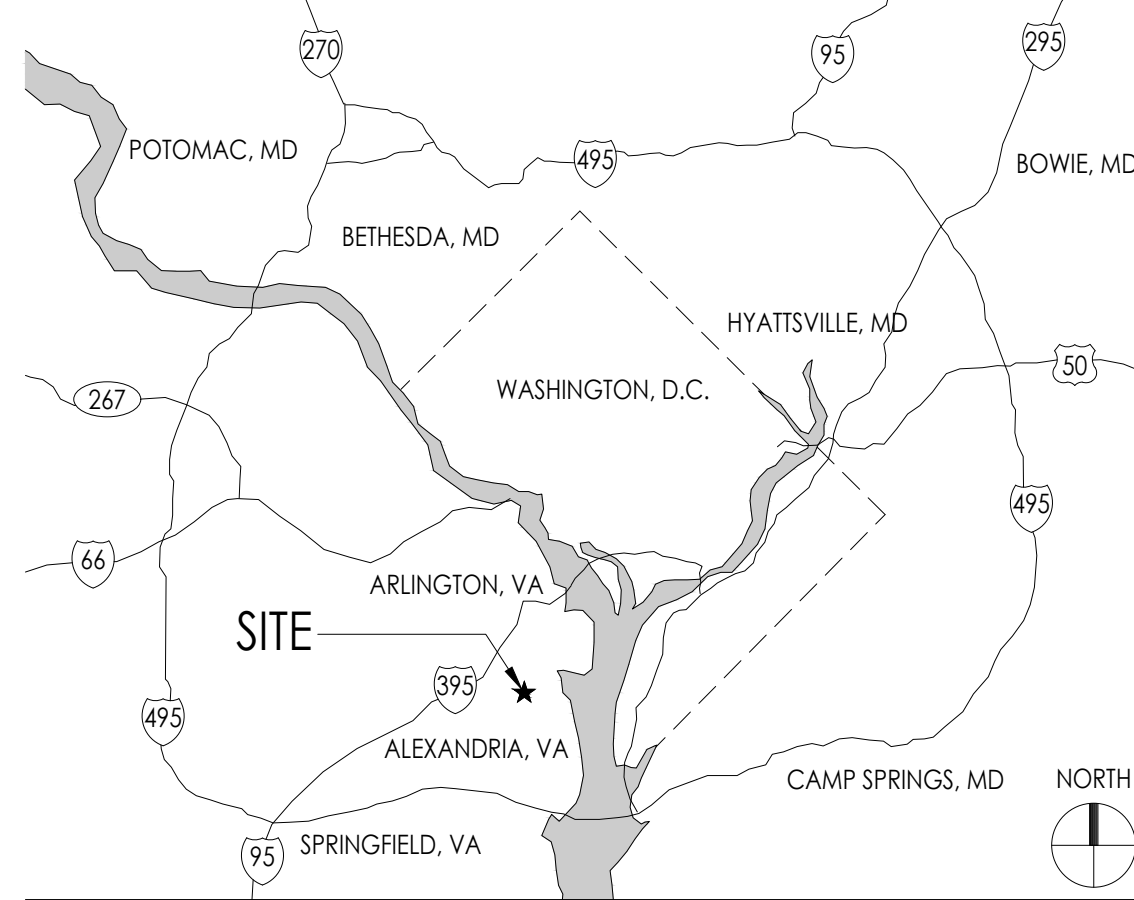 270
95
295
POTOMAC, MD
495
BOWIE, MD
BETHESDA, MD
HYATTSVILLE, MD
50
WASHINGTON, D.C.
267
495
66
ARLINGTON, VA
SITE
395
495
ALEXANDRIA, VA
CAMP SPRINGS, MD
NORTH
SPRINGFIELD, VA
95